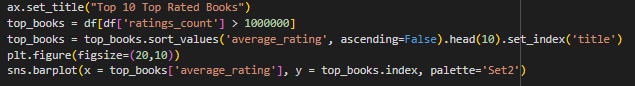 ax.set_title("Top 10 Top Rated Books")
top_books = df[df['ratings_count'] > 1000000]
top_books = top_books.sort_values('average_rating', ascending=False).head(10).set_index('title')
plt.figure(figsize=(20,10))
sns.barplot(x = top_books['average_rating'], y = top_books.index, palette='Set2')